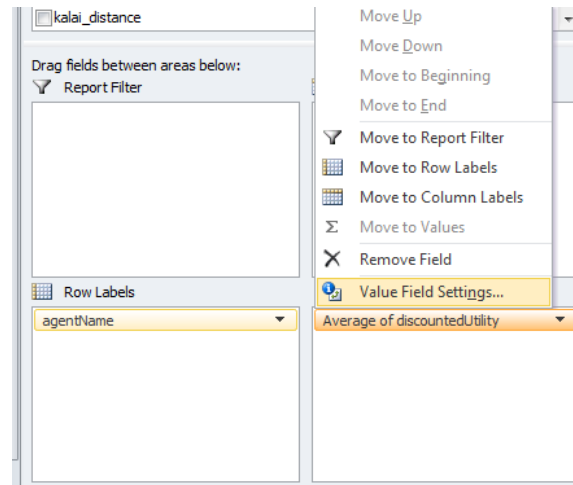 kalai_distance
Drag fields between areas below:
Report Filter
Row Labels
agentName
Move Up
Move Down
Move to Beginning
Move to End
Move to Report Filter
Move to Row Labels
Move to Column Labels
Σ Move to Values
Remove Field
Value Field Settings...
Average of discountedUtility